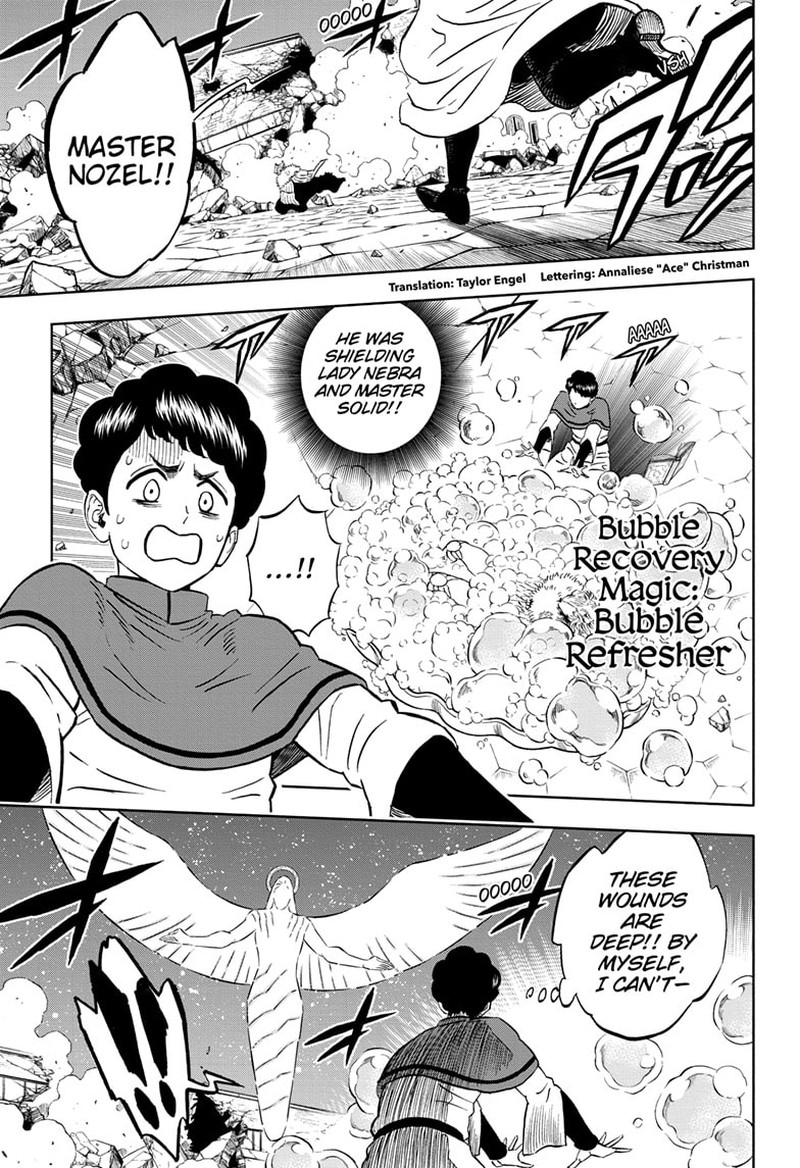 OOOOO
VSH
MASTER
NOZEL!!
Translation: Taylor Engel Lettering: Annaliese "Ace" Christman
AAAAA
HE WAS
SHIELDING
LADY NEBRA
AND MASTER
SOLID!!
...!!
Bubble
Recovery
Magic:
Bubble
Refresher
OOOOO
THESE
WOUNDS
ARE
DEEP!! BY
MYSELF,
I CAN'T—
!!